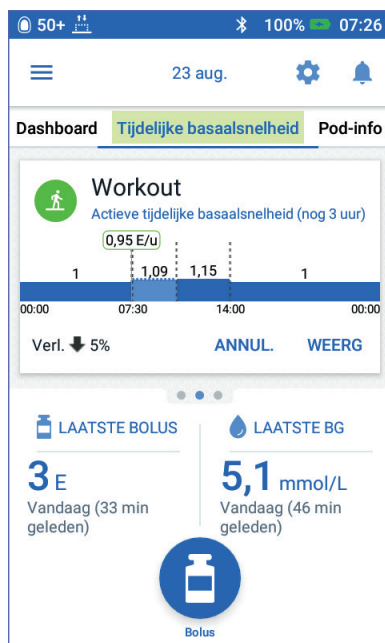 50+ 100% 07:26
23 aug.
Dashboard Tijdelijke basaalsnelheid Pod-info
Workout
Actieve tijdelijke basaalsnelheid (nog 3 uur)
0,95 E/u
1 1,09 1,15 1
00:00 07:30 14:00 00:00
Verl. 5% ANNUL. WEERG
LAATSTE BOLUS
3 E
Vandaag (33 min
geleden)
LAATSTE BG
5,1 mmol/L
Vandaag (46 min
geleden)
Bolus